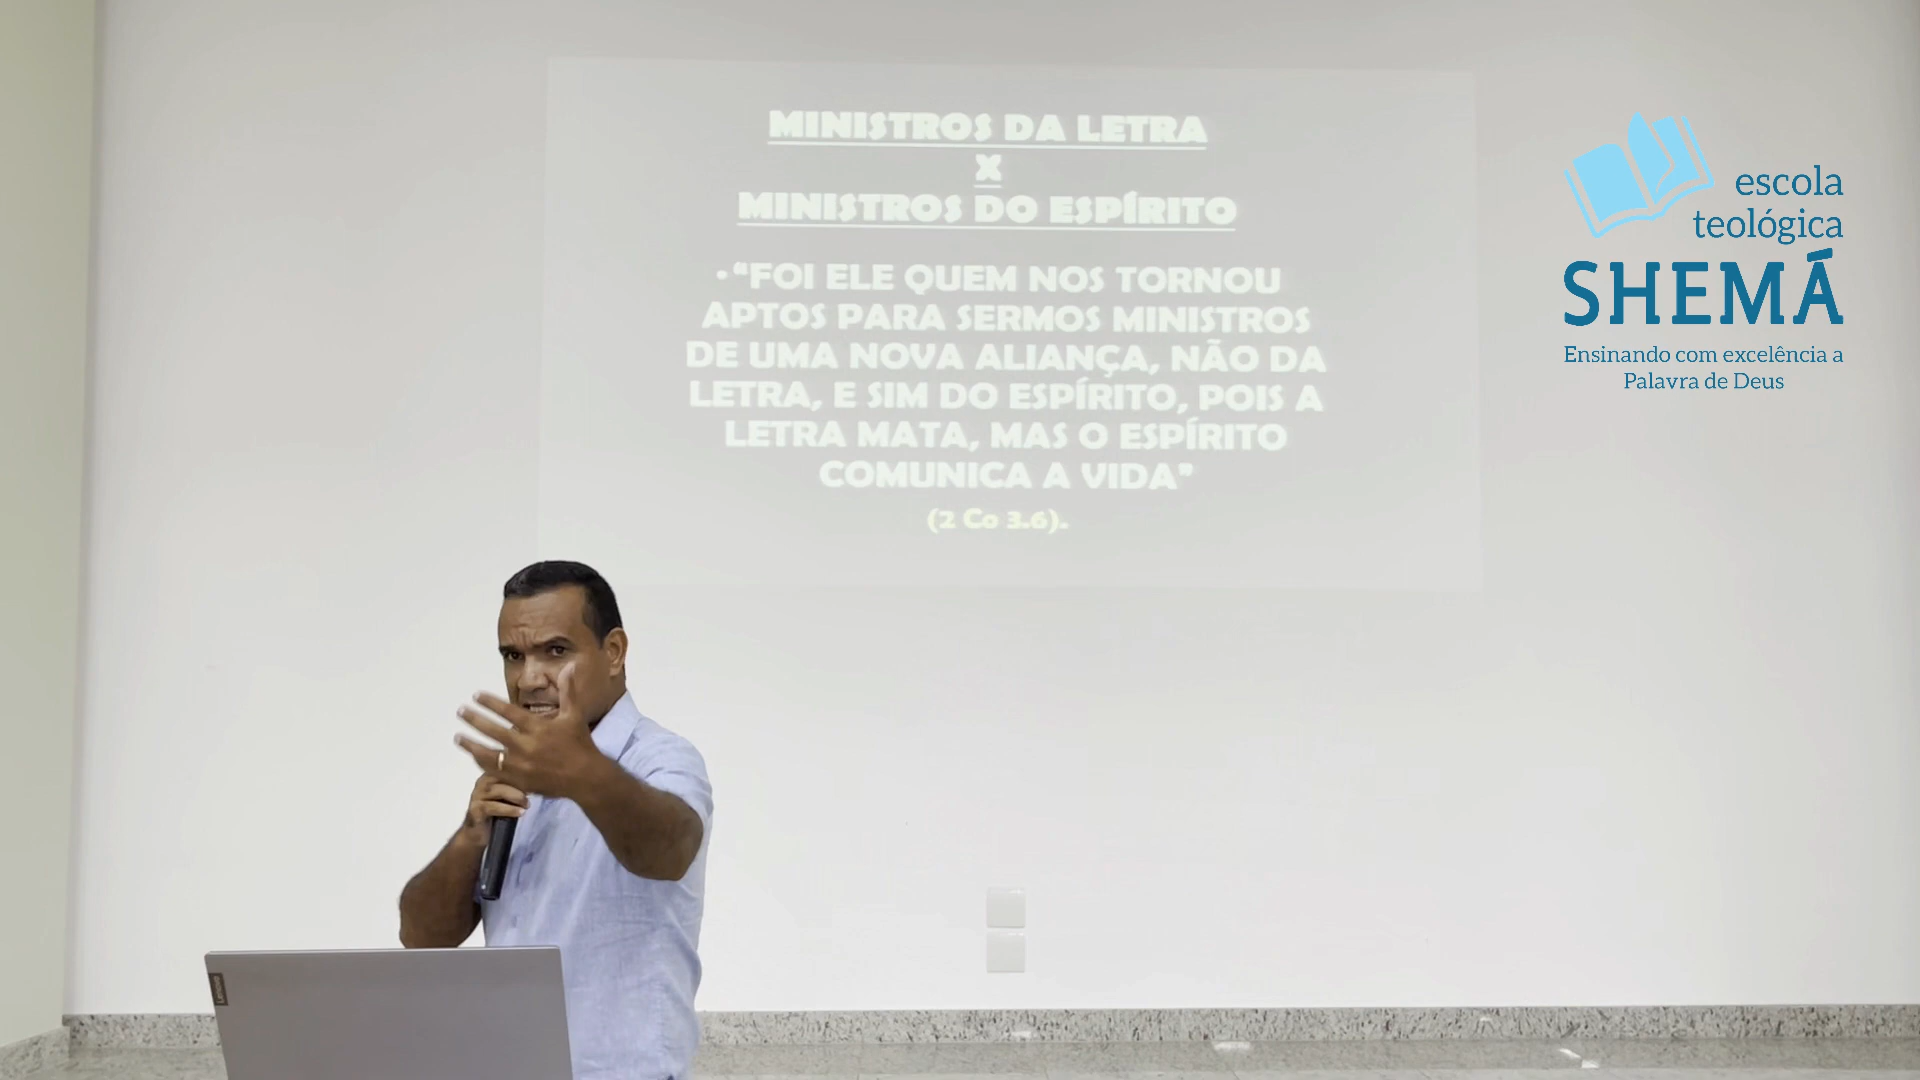 MINISTROS DA LETRA
X
MINISTROS DO ESPÍRITO
• “FOI ELE QUEM NOS TORNOU
APTOS PARA SERMOS MINISTROS
DE UMA NOVA ALIANÇA, NÃO DA
LETRA, E SIM DO ESPÍRITO, POIS A
LETRA MATA, MAS O ESPÍRITO
COMUNICA A VIDA”
(2 Co 3.6).
escola
teológica
SHEMÁ
Ensinando com excelência a
Palavra de Deus
Lenovo